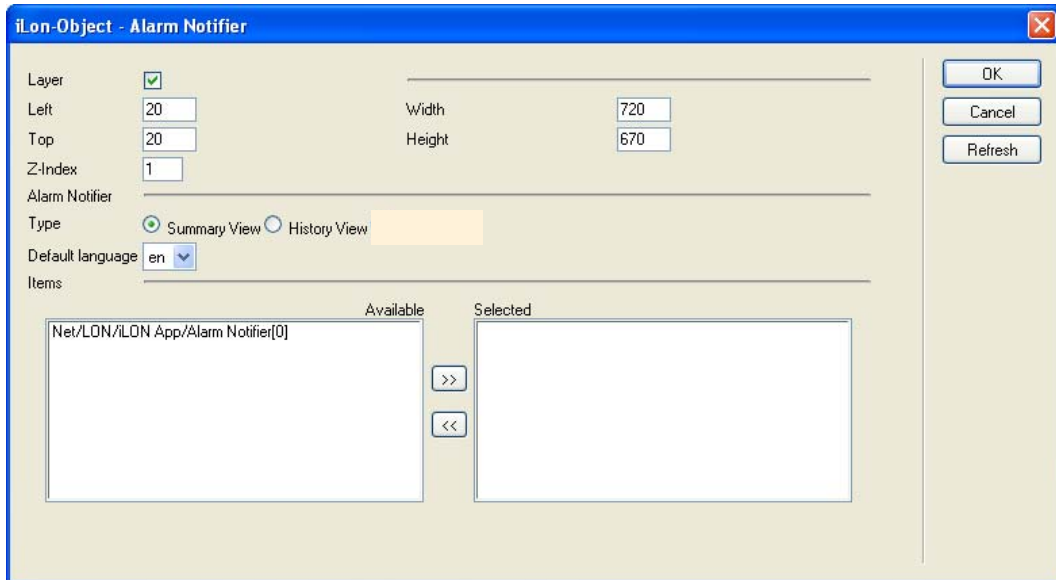 iLon-Object - Alarm Notifier
Layer
Left 20 Width 720
Top 20 Height 670
Z-Index 1
Alarm Notifier
Type Summary View History View
Default language en
Items
Available Selected
Net/LON/iLON App/Alarm Notifier[0]
>>
<<
OK
Cancel
Refresh